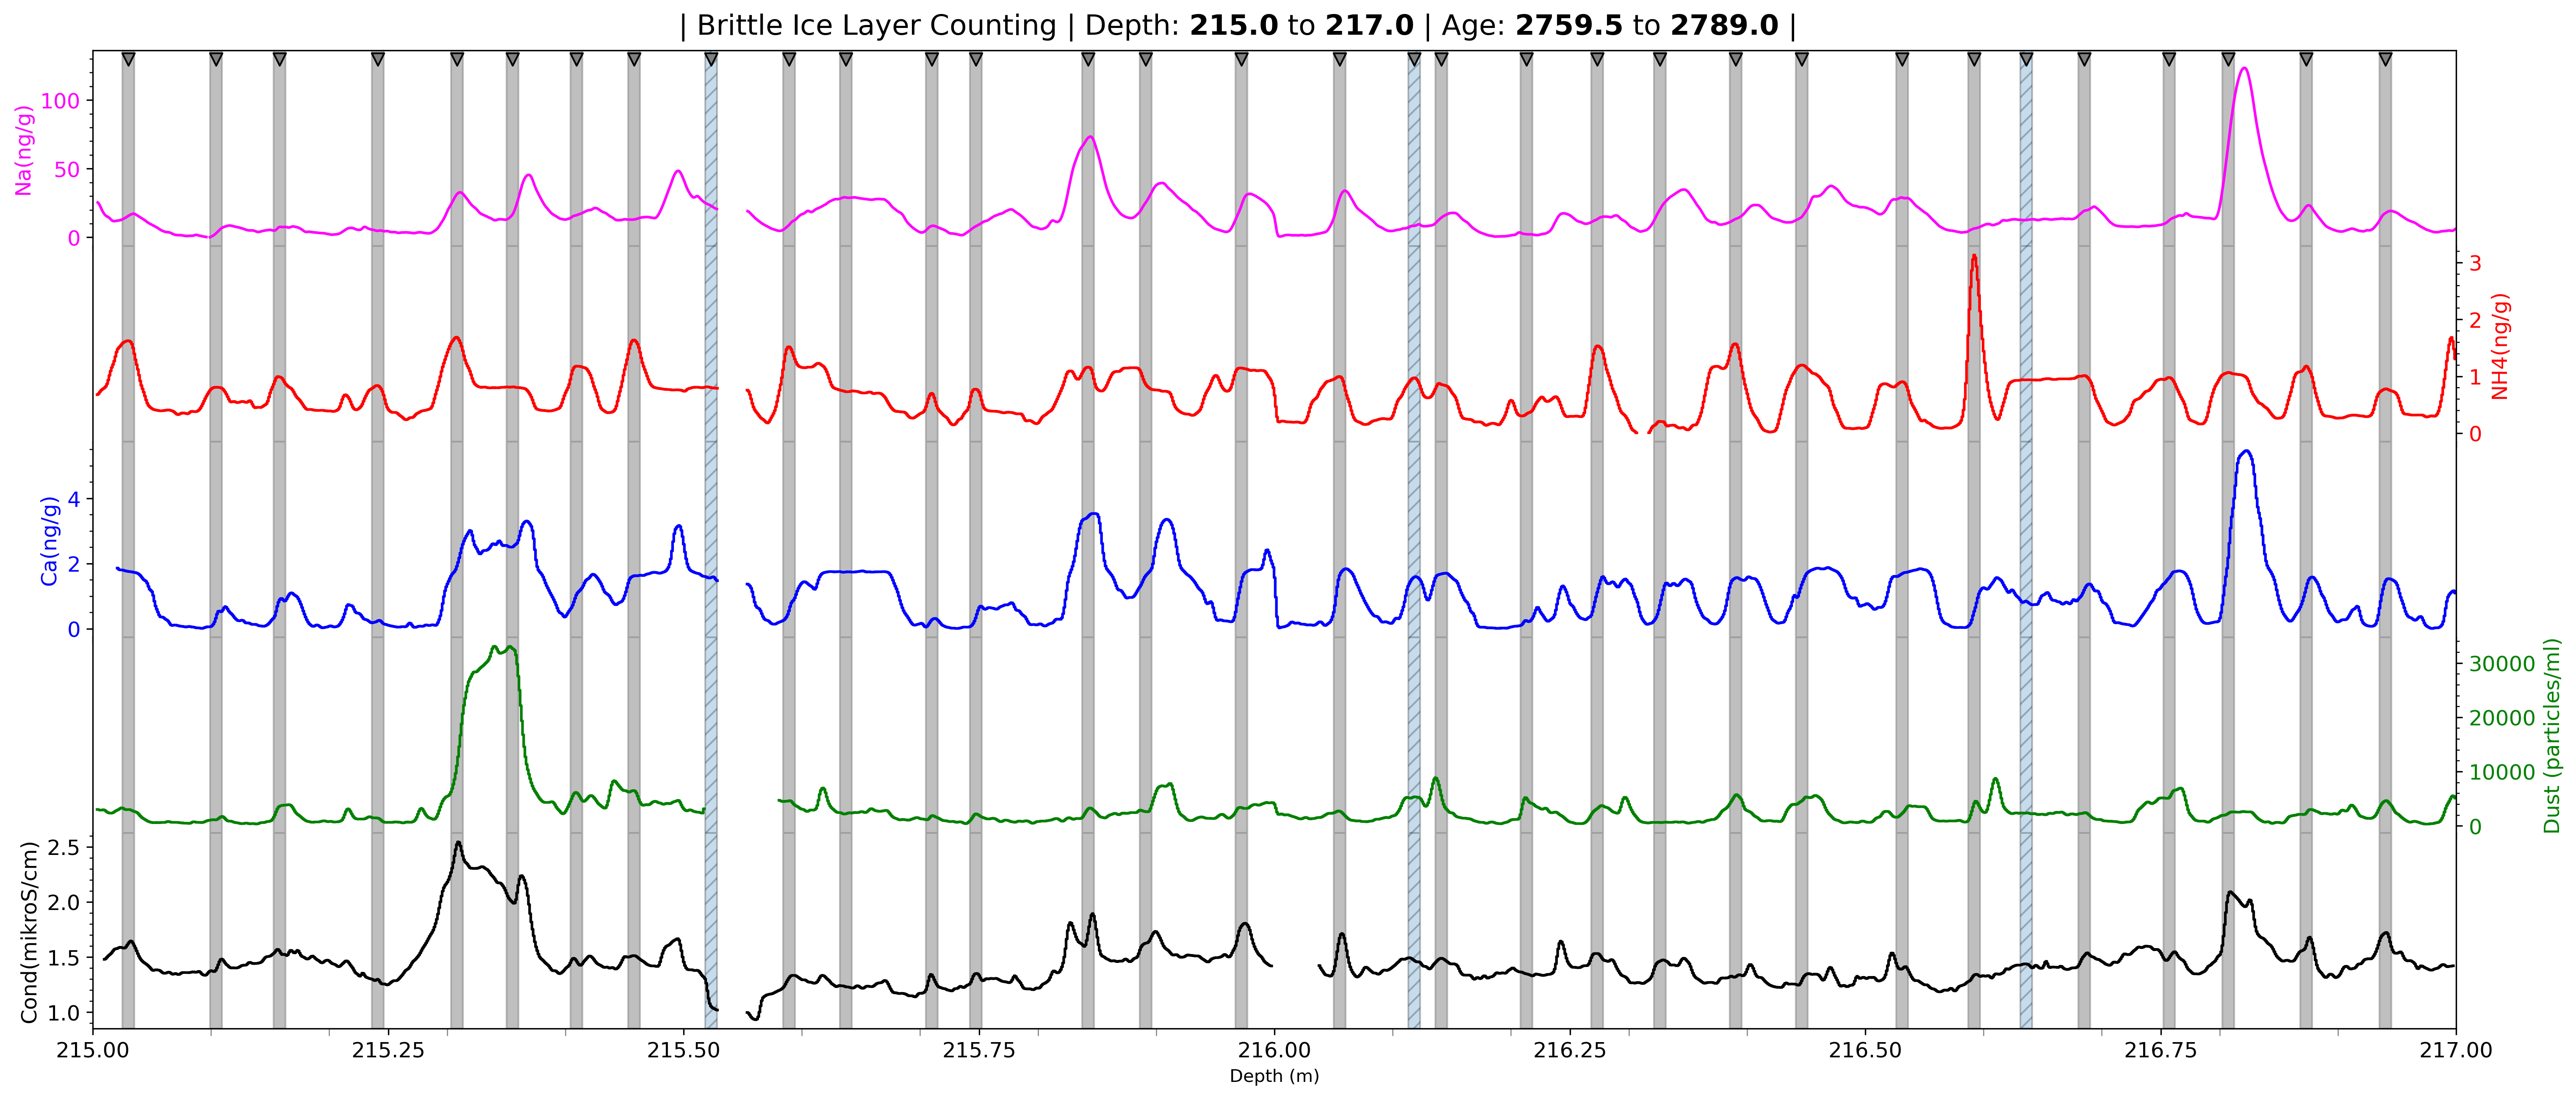 | Brittle Ice Layer Counting | Depth: 215.0 to 217.0 | Age: 2759.5 to 2789.0 |
Na(ng/g)
100
50
0
NH4(ng/g)
3
2
1
0
Ca(ng/g)
4
2
0
Dust (particles/ml)
30000
20000
10000
0
Cond(mikroS/cm)
2.5
2.0
1.5
1.0
215.00 215.25 215.50 215.75 216.00 216.25 216.50 216.75 217.00
Depth (m)